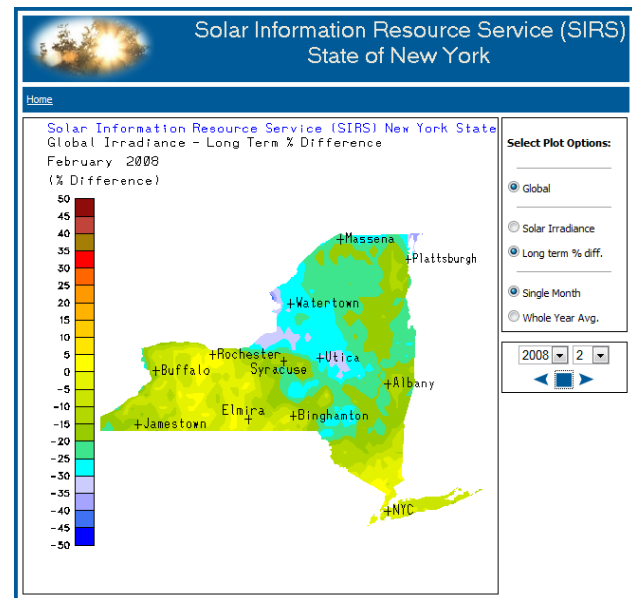 Solar Information Resource Service (SIRS)
State of New York
Home
Solar Information Resource Service (SIRS) New York State
Global Irradiance - Long Term % Difference
February 2008
(% Difference)
50
45
40
35
30
25
20
15
10
5
0
-5
-10
-15
-20
-25
-30
-35
-40
-45
-50
+Massena
+Plattsburgh
+Watertown
+Rochester
+Utica
Syracuse+
+Buffalo
+Albany
Elmira
+
+Binghamton
+Jamestown
+NYC
Select Plot Options:
Global
Solar Irradiance
Long term % diff.
Single Month
Whole Year Avg.
2008 2